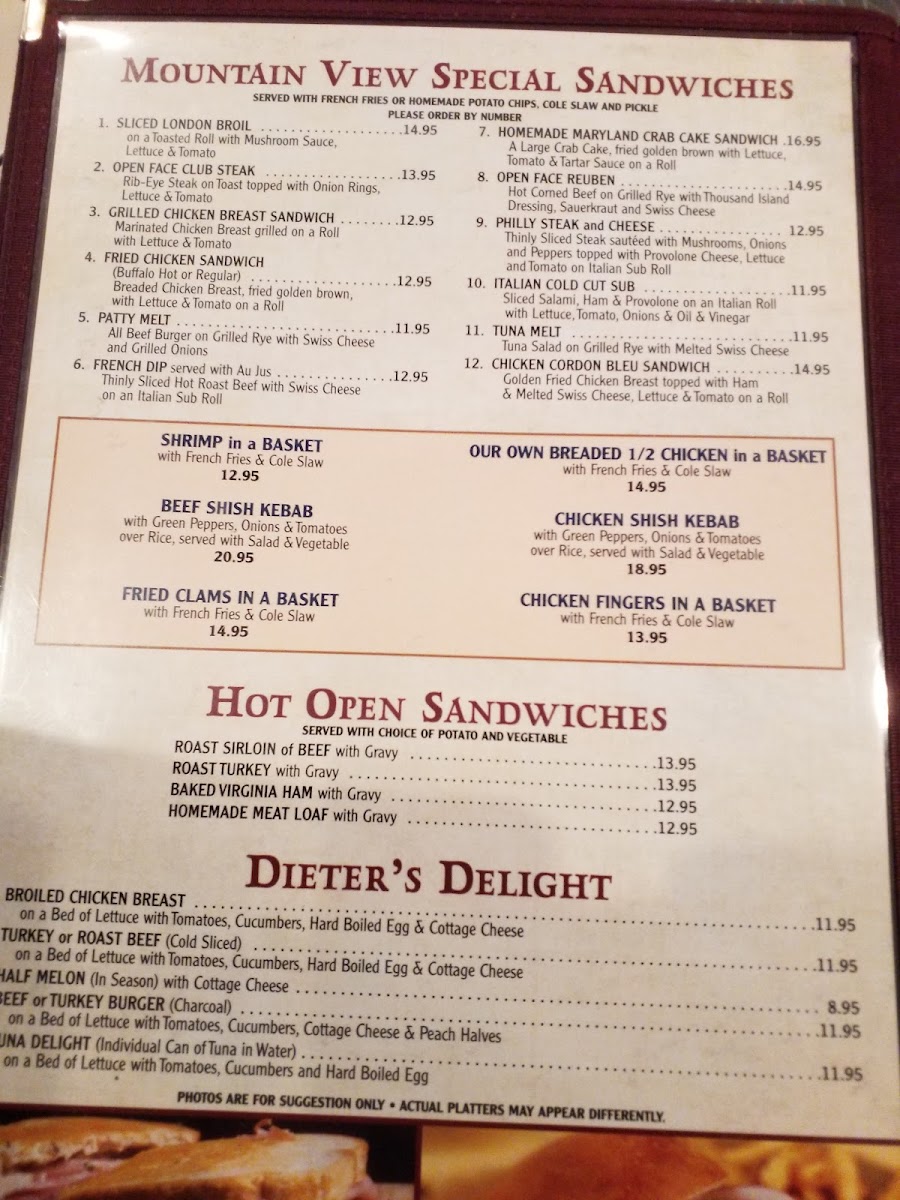 MOUNTAIN VIEW SPECIAL SANDWICHES
SERVED WITH FRENCH FRIES OR HOMEMADE POTATO CHIPS, COLE SLAW AND PICKLE
PLEASE ORDER BY NUMBER
1. SLICED LONDON BROIL ..................14.95
on a Toasted Roll with Mushroom Sauce,
Lettuce & Tomato
2. OPEN FACE CLUB STEAK ..................13.95
Rib-Eye Steak on Toast topped with Onion Rings,
Lettuce & Tomato
3. GRILLED CHICKEN BREAST SANDWICH ........12.95
Marinated Chicken Breast grilled on a Roll
with Lettuce & Tomato
4. FRIED CHICKEN SANDWICH
(Buffalo Hot or Regular) ....................12.95
Breaded Chicken Breast, fried golden brown,
with Lettuce & Tomato on a Roll
5. PATTY MELT ..............................11.95
All Beef Burger on Grilled Rye with Swiss Cheese
and Grilled Onions
6. FRENCH DIP served with Au Jus ...............12.95
Thinly Sliced Hot Roast Beef with Swiss Cheese
on an Italian Sub Roll
7. HOMEMADE MARYLAND CRAB CAKE SANDWICH .16.95
A Large Crab Cake, fried golden brown with Lettuce,
Tomato & Tartar Sauce on a Roll
8. OPEN FACE REUBEN .......................14.95
Hot Corned Beef on Grilled Rye with Thousand Island
Dressing, Sauerkraut and Swiss Cheese
9. PHILLY STEAK and CHEESE ................ 12.95
Thinly Sliced Steak sautéed with Mushrooms, Onions
and Peppers topped with Provolone Cheese, Lettuce
and Tomato on Italian Sub Roll
10. ITALIAN COLD CUT SUB .....................11.95
Sliced Salami, Ham & Provolone on an Italian Roll
with Lettuce, Tomato, Onions & Oil & Vinegar
11. TUNA MELT ..............................11.95
Tuna Salad on Grilled Rye with Melted Swiss Cheese
12. CHICKEN CORDON BLEU SANDWICH ..........14.95
Golden Fried Chicken Breast topped with Ham
& Melted Swiss Cheese, Lettuce & Tomato on a Roll
SHRIMP in a BASKET
with French Fries & Cole Slaw
12.95
BEEF SHISH KEBAB
with Green Peppers, Onions & Tomatoes
over Rice, served with Salad & Vegetable
20.95
FRIED CLAMS IN A BASKET
with French Fries & Cole Slaw
14.95
OUR OWN BREADED 1/2 CHICKEN in a BASKET
with French Fries & Cole Slaw
14.95
CHICKEN SHISH KEBAB
with Green Peppers, Onions & Tomatoes
over Rice, served with Salad & Vegetable
18.95
CHICKEN FINGERS IN A BASKET
with French Fries & Cole Slaw
13.95
HOT OPEN SANDWICHES
SERVED WITH CHOICE OF POTATO AND VEGETABLE
ROAST SIRLOIN of BEEF with Gravy ..........................13.95
ROAST TURKEY with Gravy ................................13.95
BAKED VIRGINIA HAM with Gravy ............................12.95
HOMEMADE MEAT LOAF with Gravy ..........................12.95
DIETER'S DELIGHT
BROILED CHICKEN BREAST ..................................................11.95
on a Bed of Lettuce with Tomatoes, Cucumbers, Hard Boiled Egg & Cottage Cheese
TURKEY or ROAST BEEF (Cold Sliced) ..................................................11.95
on a Bed of Lettuce with Tomatoes, Cucumbers, Hard Boiled Egg & Cottage Cheese
HALF MELON (In Season) with Cottage Cheese .................................................. 8.95
BEEF or TURKEY BURGER (Charcoal) ..................................................11.95
on a Bed of Lettuce with Tomatoes, Cucumbers, Cottage Cheese & Peach Halves
UNA DELIGHT (Individual Can of Tuna in Water) ..................................................11.95
on a Bed of Lettuce with Tomatoes, Cucumbers and Hard Boiled Egg
PHOTOS ARE FOR SUGGESTION ONLY • ACTUAL PLATTERS MAY APPEAR DIFFERENTLY.